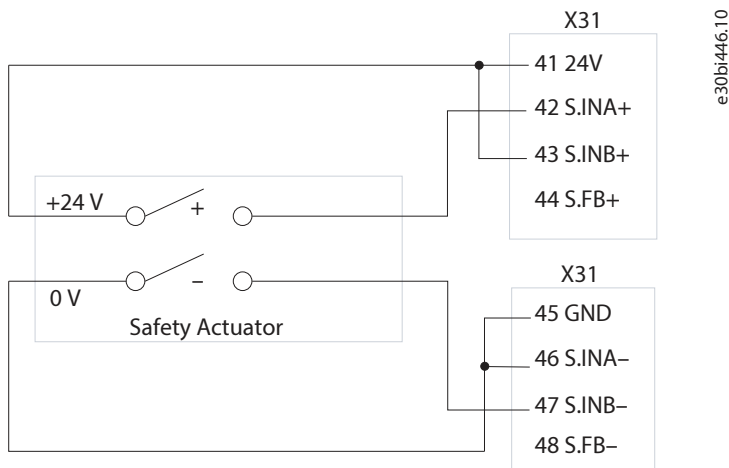 X31
41 24V
42 S.INA+
43 S.INB+
44 S.FB+
+24 V
+
–
0 V
Safety Actuator
X31
45 GND
46 S.INA–
47 S.INB–
48 S.FB–
e30bi446.10